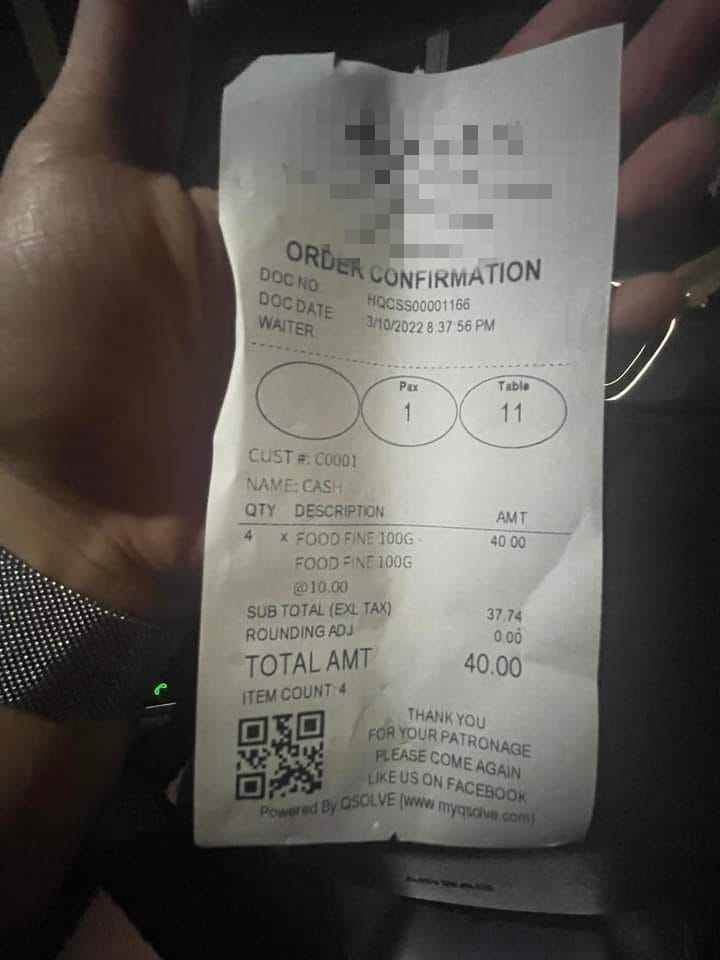 ORDER CONFIRMATION
DOC NO. HQCSS00001166
DOC DATE 3/10/2022 8:37:56 PM
WAITER
Pax Table
1 11
CUST #: C0001
NAME: CASH
QTY DESCRIPTION AMT
4 x FOOD FINE 100G - 40.00
FOOD FINE 100G
@10.00
SUB TOTAL (EXL TAX) 37.74
ROUNDING ADJ 0.00
TOTAL AMT 40.00
ITEM COUNT: 4
THANK YOU
FOR YOUR PATRONAGE
PLEASE COME AGAIN
LIKE US ON FACEBOOK
Powered By QSOLVE (www.myqsolve.com)